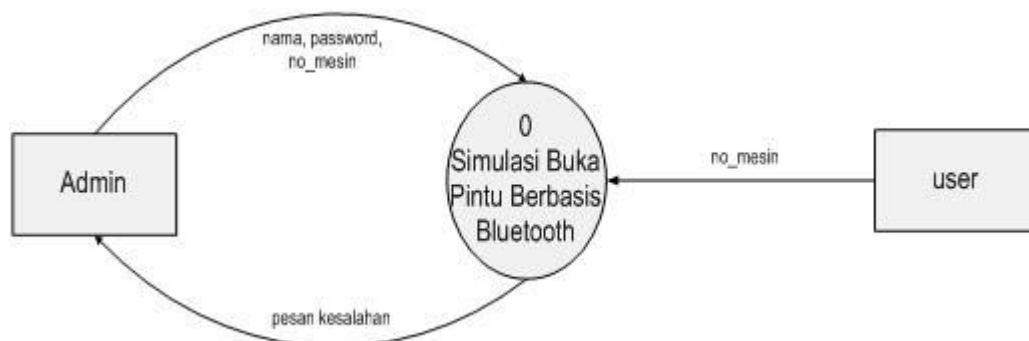 nama, password,
no_mesin
Admin
0
Simulasi Buka
Pintu Berbasis
Bluetooth
no_mesin
user
pesan kesalahan